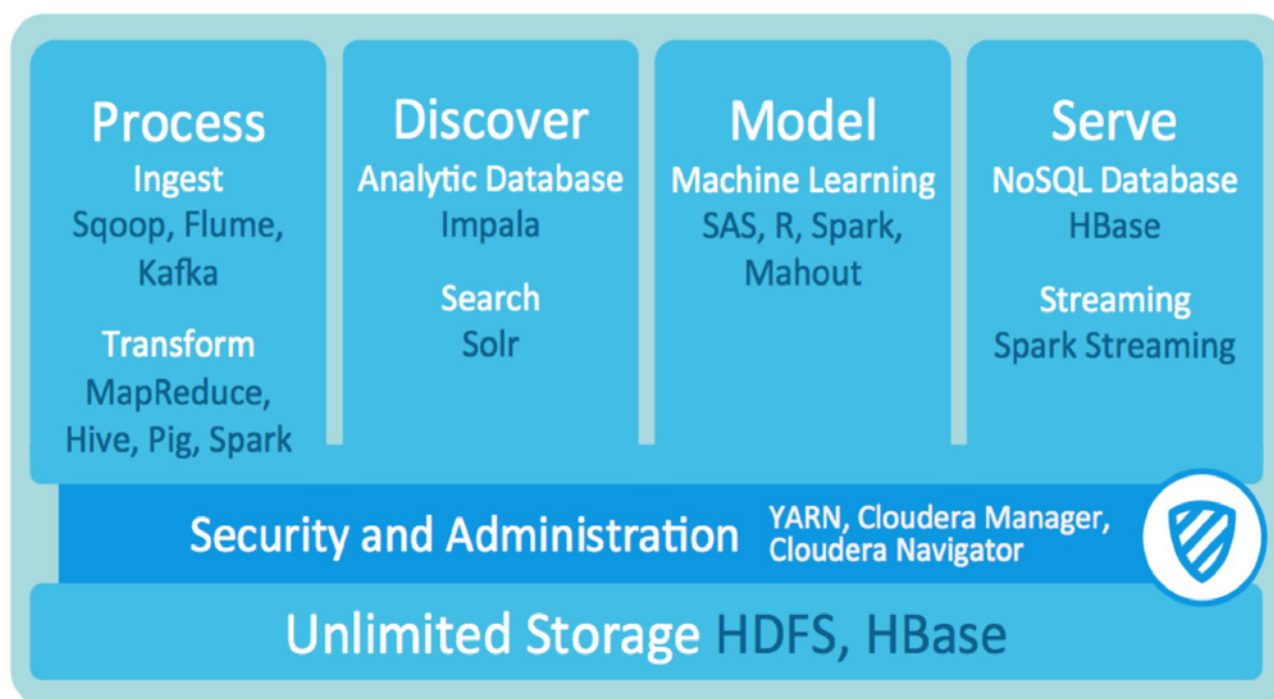 Process
Ingest
Sqoop, Flume,
Kafka
Transform
MapReduce,
Hive, Pig, Spark
Discover
Analytic Database
Impala
Search
Solr
Model
Machine Learning
SAS, R, Spark,
Mahout
Serve
NoSQL Database
HBase
Streaming
Spark Streaming
Security and Administration
YARN, Cloudera Manager,
Cloudera Navigator
Unlimited Storage HDFS, HBase